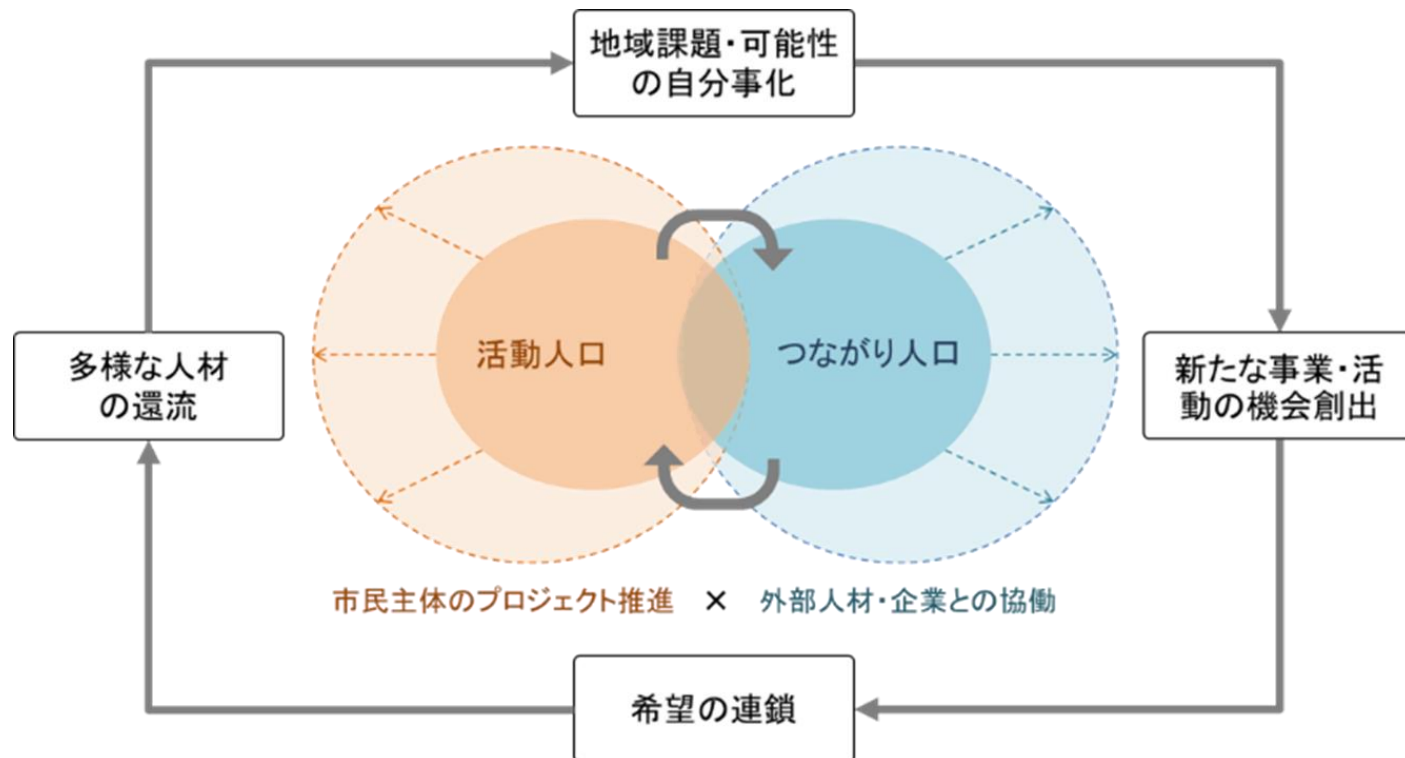 地域課題・可能性
の自分事化
活動人口
つながり人口
多様な人材
の還流
新たな事業・活
動の機会創出
市民主体のプロジェクト推進 × 外部人材・企業との協働
希望の連鎖